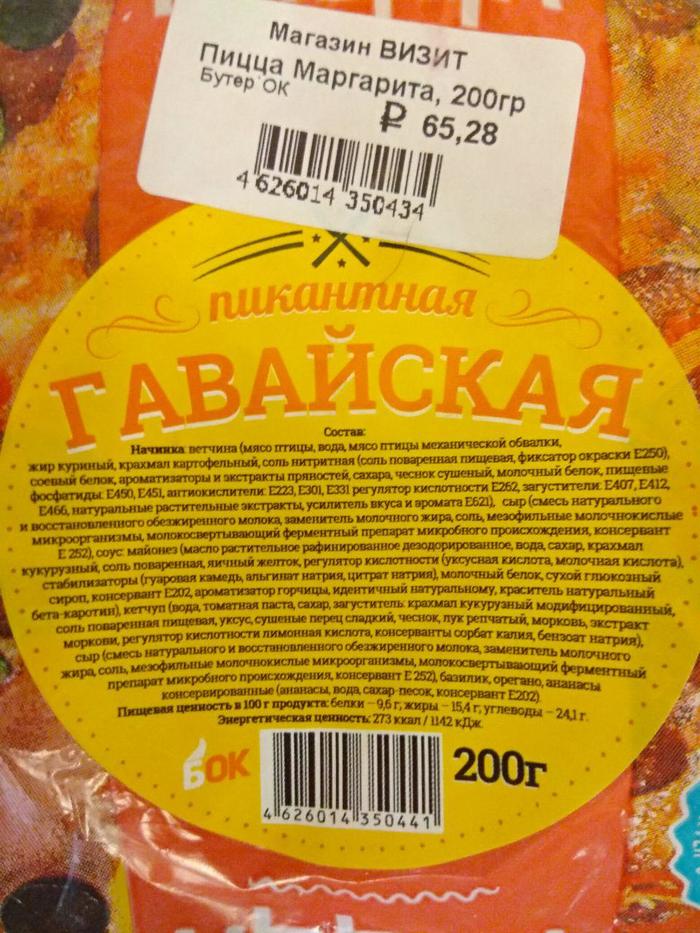 Магазин ВИЗИТ
Пицца Маргарита, 200гр
Бутер ОК
₽ 65,28
4 626014 350434
пикантная
ГАВАЙСКАЯ
Состав:
Начинка: ветчина (мясо птицы, вода, мясо птицы механической обвалки,
жир куриный, крахмал картофельный, соль нитритная (соль поваренная пищевая, фиксатор окраски Е250),
соевый белок, ароматизаторы и экстракты пряностей, сахара, чеснок сушеный, молочный белок, пищевые
фосфатиды: Е450, Е451, антиокислители: Е223, Е301, Е331 регулятор кислотности Е262, загустители: Е407, Е412,
Е466, натуральные растительные экстракты, усилитель вкуса и аромата Е621), сыр (смесь натурального
и восстановленного обезжиренного молока, заменитель молочного жира, соль, мезофильные молочнокислые
микроорганизмы, молокосвертывающий ферментный препарат микробного происхождения, консервант
Е 252), соус: майонез (масло растительное рафинированное дезодорированное, вода, сахар, крахмал
кукурузный, соль поваренная, яичный желток, регулятор кислотности (уксусная кислота, молочная кислота),
стабилизаторы (гуаровая камедь, альгинат натрия, цитрат натрия), молочный белок, сухой глюкозный
сироп, консервант Е202, ароматизатор горчицы, идентичный натуральному, краситель натуральный
бета-каротин), кетчуп (вода, томатная паста, сахар, загуститель: крахмал кукурузный модифицированный,
соль поваренная пищевая, уксус, сушеные перец сладкий, чеснок, лук репчатый, морковь, экстракт
моркови, регулятор кислотности лимонная кислота, консерванты сорбат калия, бензоат натрия),
сыр (смесь натурального и восстановленного обезжиренного молока, заменитель молочного
жира, соль, мезофильные молочнокислые микроорганизмы, молокосвертывающий ферментный
препарат микробного происхождения, консервант Е 252), базилик, орегано, ананасы
консервированные (ананасы, вода, сахар-песок, консервант Е202).
Пищевая ценность в 100 г продукта: белки – 9,6 г; жиры – 15,4 г; углеводы – 24,1 г.
Энергетическая ценность: 273 ккал / 1142 кДж.
БОК
200г
4 626014 350441